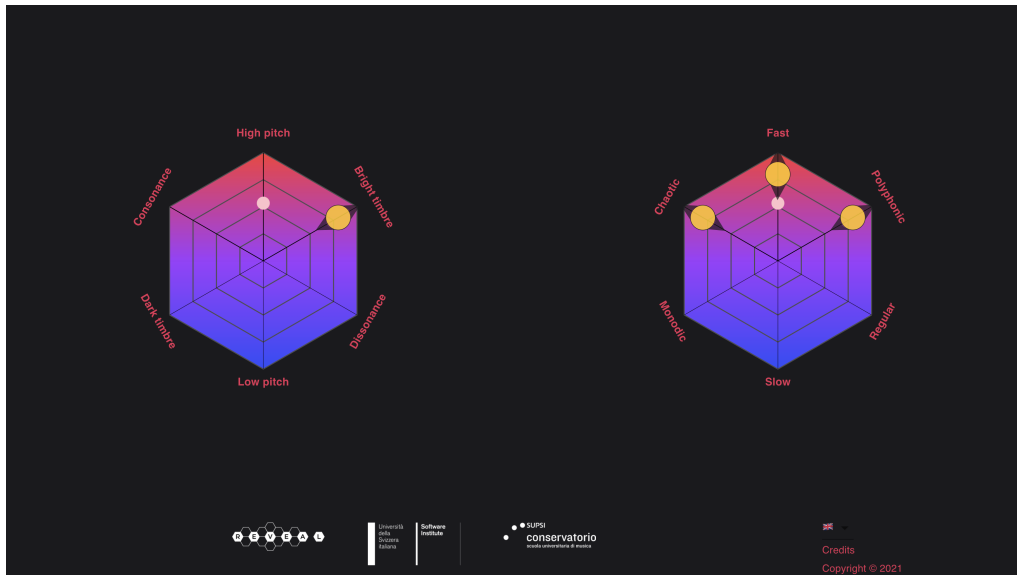 High pitch
Consonance
Bright timbre
Dark timbre
Dissonance
Low pitch
Fast
Chaotic
Polyphonic
Monodic
Regular
Slow
REVEAL
Università
della
Svizzera
italiana
Software
Institute
SUPSI
conservatorio
scuola universitaria di musica
Credits
Copyright © 2021